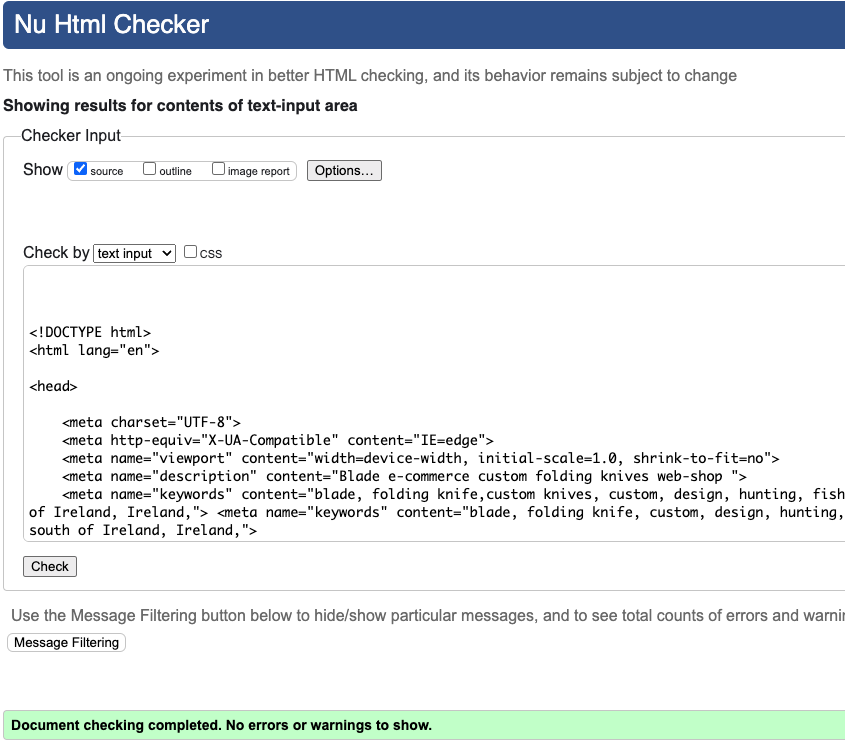 Nu Html Checker
This tool is an ongoing experiment in better HTML checking, and its behavior remains subject to change
Showing results for contents of text-input area
Checker Input
Show source outline image report Options...
Check by text input css
<!DOCTYPE html>
<html lang="en">
<head>
<meta charset="UTF-8">
<meta http-equiv="X-UA-Compatible" content="IE=edge">
<meta name="viewport" content="width=device-width, initial-scale=1.0, shrink-to-fit=no">
<meta name="description" content="Blade e-commerce custom folding knives web-shop ">
<meta name="keywords" content="blade, folding knife,custom knives, custom, design, hunting, fish
of Ireland, Ireland,"> <meta name="keywords" content="blade, folding knife, custom, design, hunting,
south of Ireland, Ireland,">
Check
Use the Message Filtering button below to hide/show particular messages, and to see total counts of errors and warni
Message Filtering
Document checking completed. No errors or warnings to show.